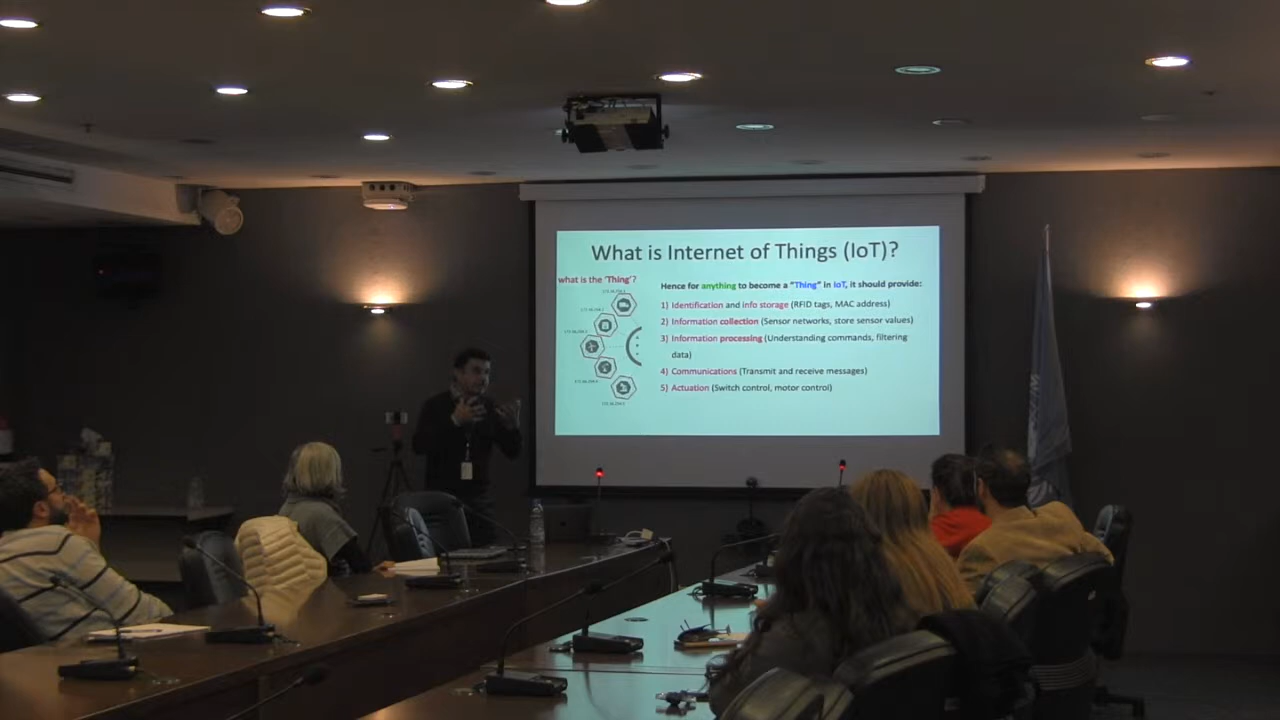 What is Internet of Things (IoT)?
what is the 'Thing'?
Hence for anything to become a "Thing" in IoT, it should provide:
1) Identification and info storage (RFID tags, MAC address)
2) Information collection (Sensor networks, store sensor values)
3) Information processing (Understanding commands, filtering
data)
4) Communications (Transmit and receive messages)
5) Actuation (Switch control, motor control)